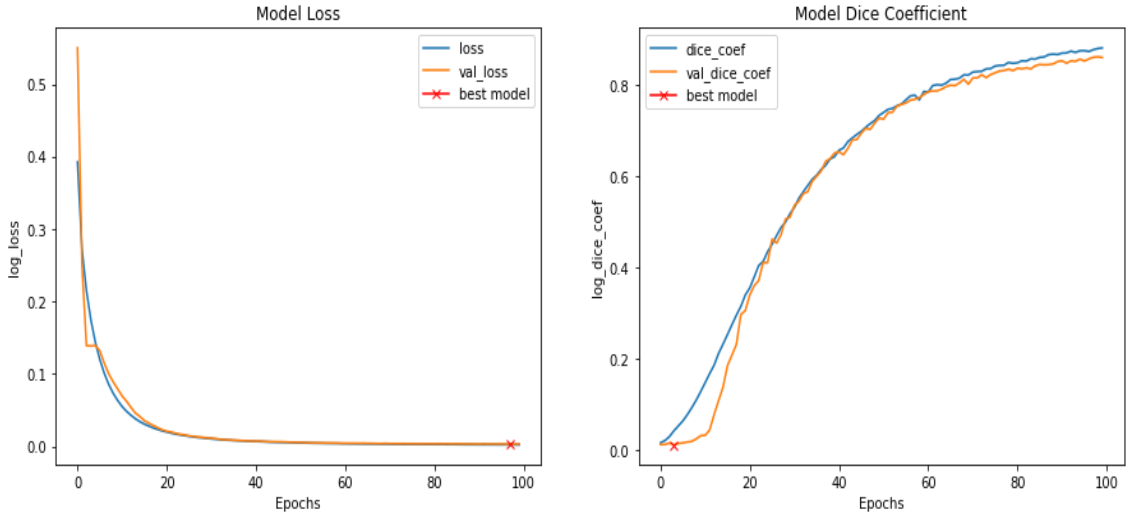 Model Loss
loss
val_loss
best model
0.5
0.4
0.3
0.2
0.1
0.0
log_loss
0
20
40
60
80
100
Epochs
Model Dice Coefficient
dice_coef
val_dice_coef
best model
0.8
0.6
0.4
0.2
0.0
log_dice_coef
0
20
40
60
80
100
Epochs